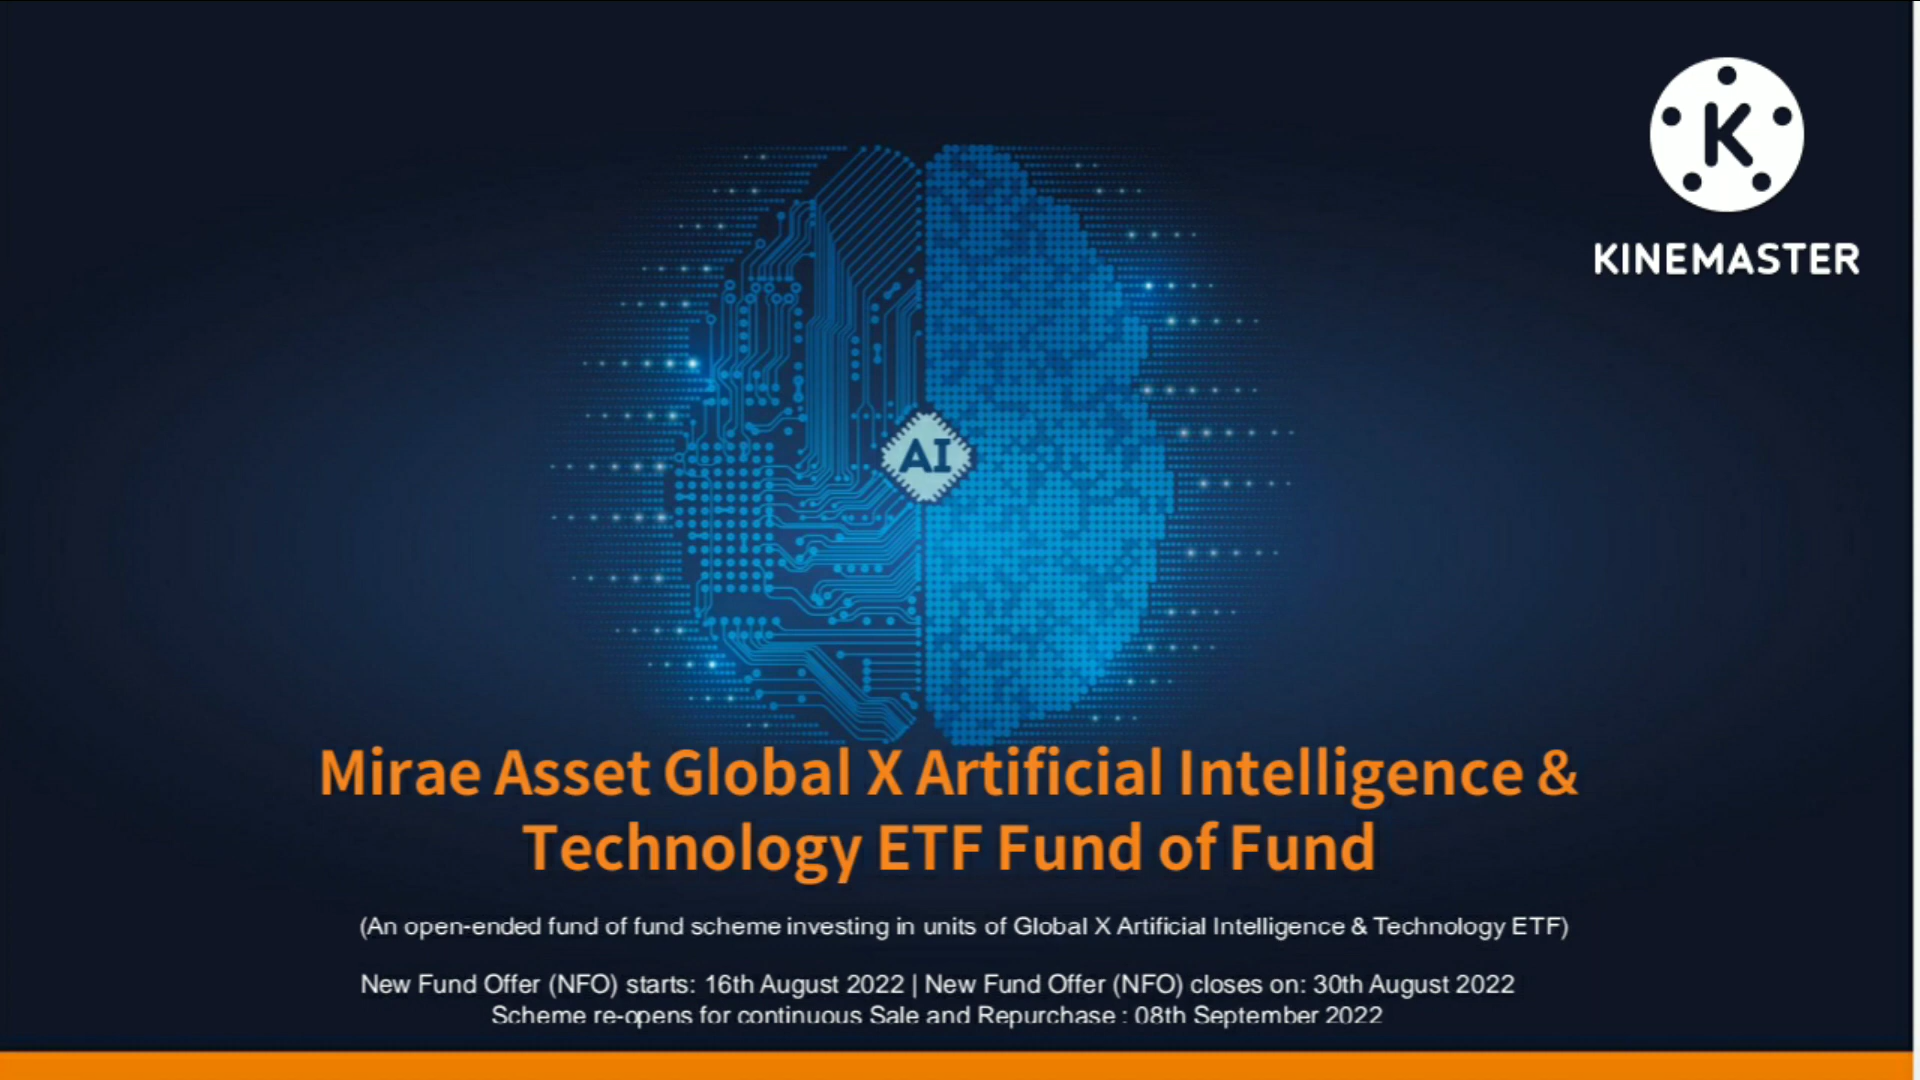 K
KINEMASTER
AI
Mirae Asset Global X Artificial Intelligence &
Technology ETF Fund of Fund
(An open-ended fund of fund scheme investing in units of Global X Artificial Intelligence & Technology ETF)
New Fund Offer (NFO) starts: 16th August 2022 | New Fund Offer (NFO) closes on: 30th August 2022
Scheme re-opens for continuous Sale and Repurchase : 08th September 2022